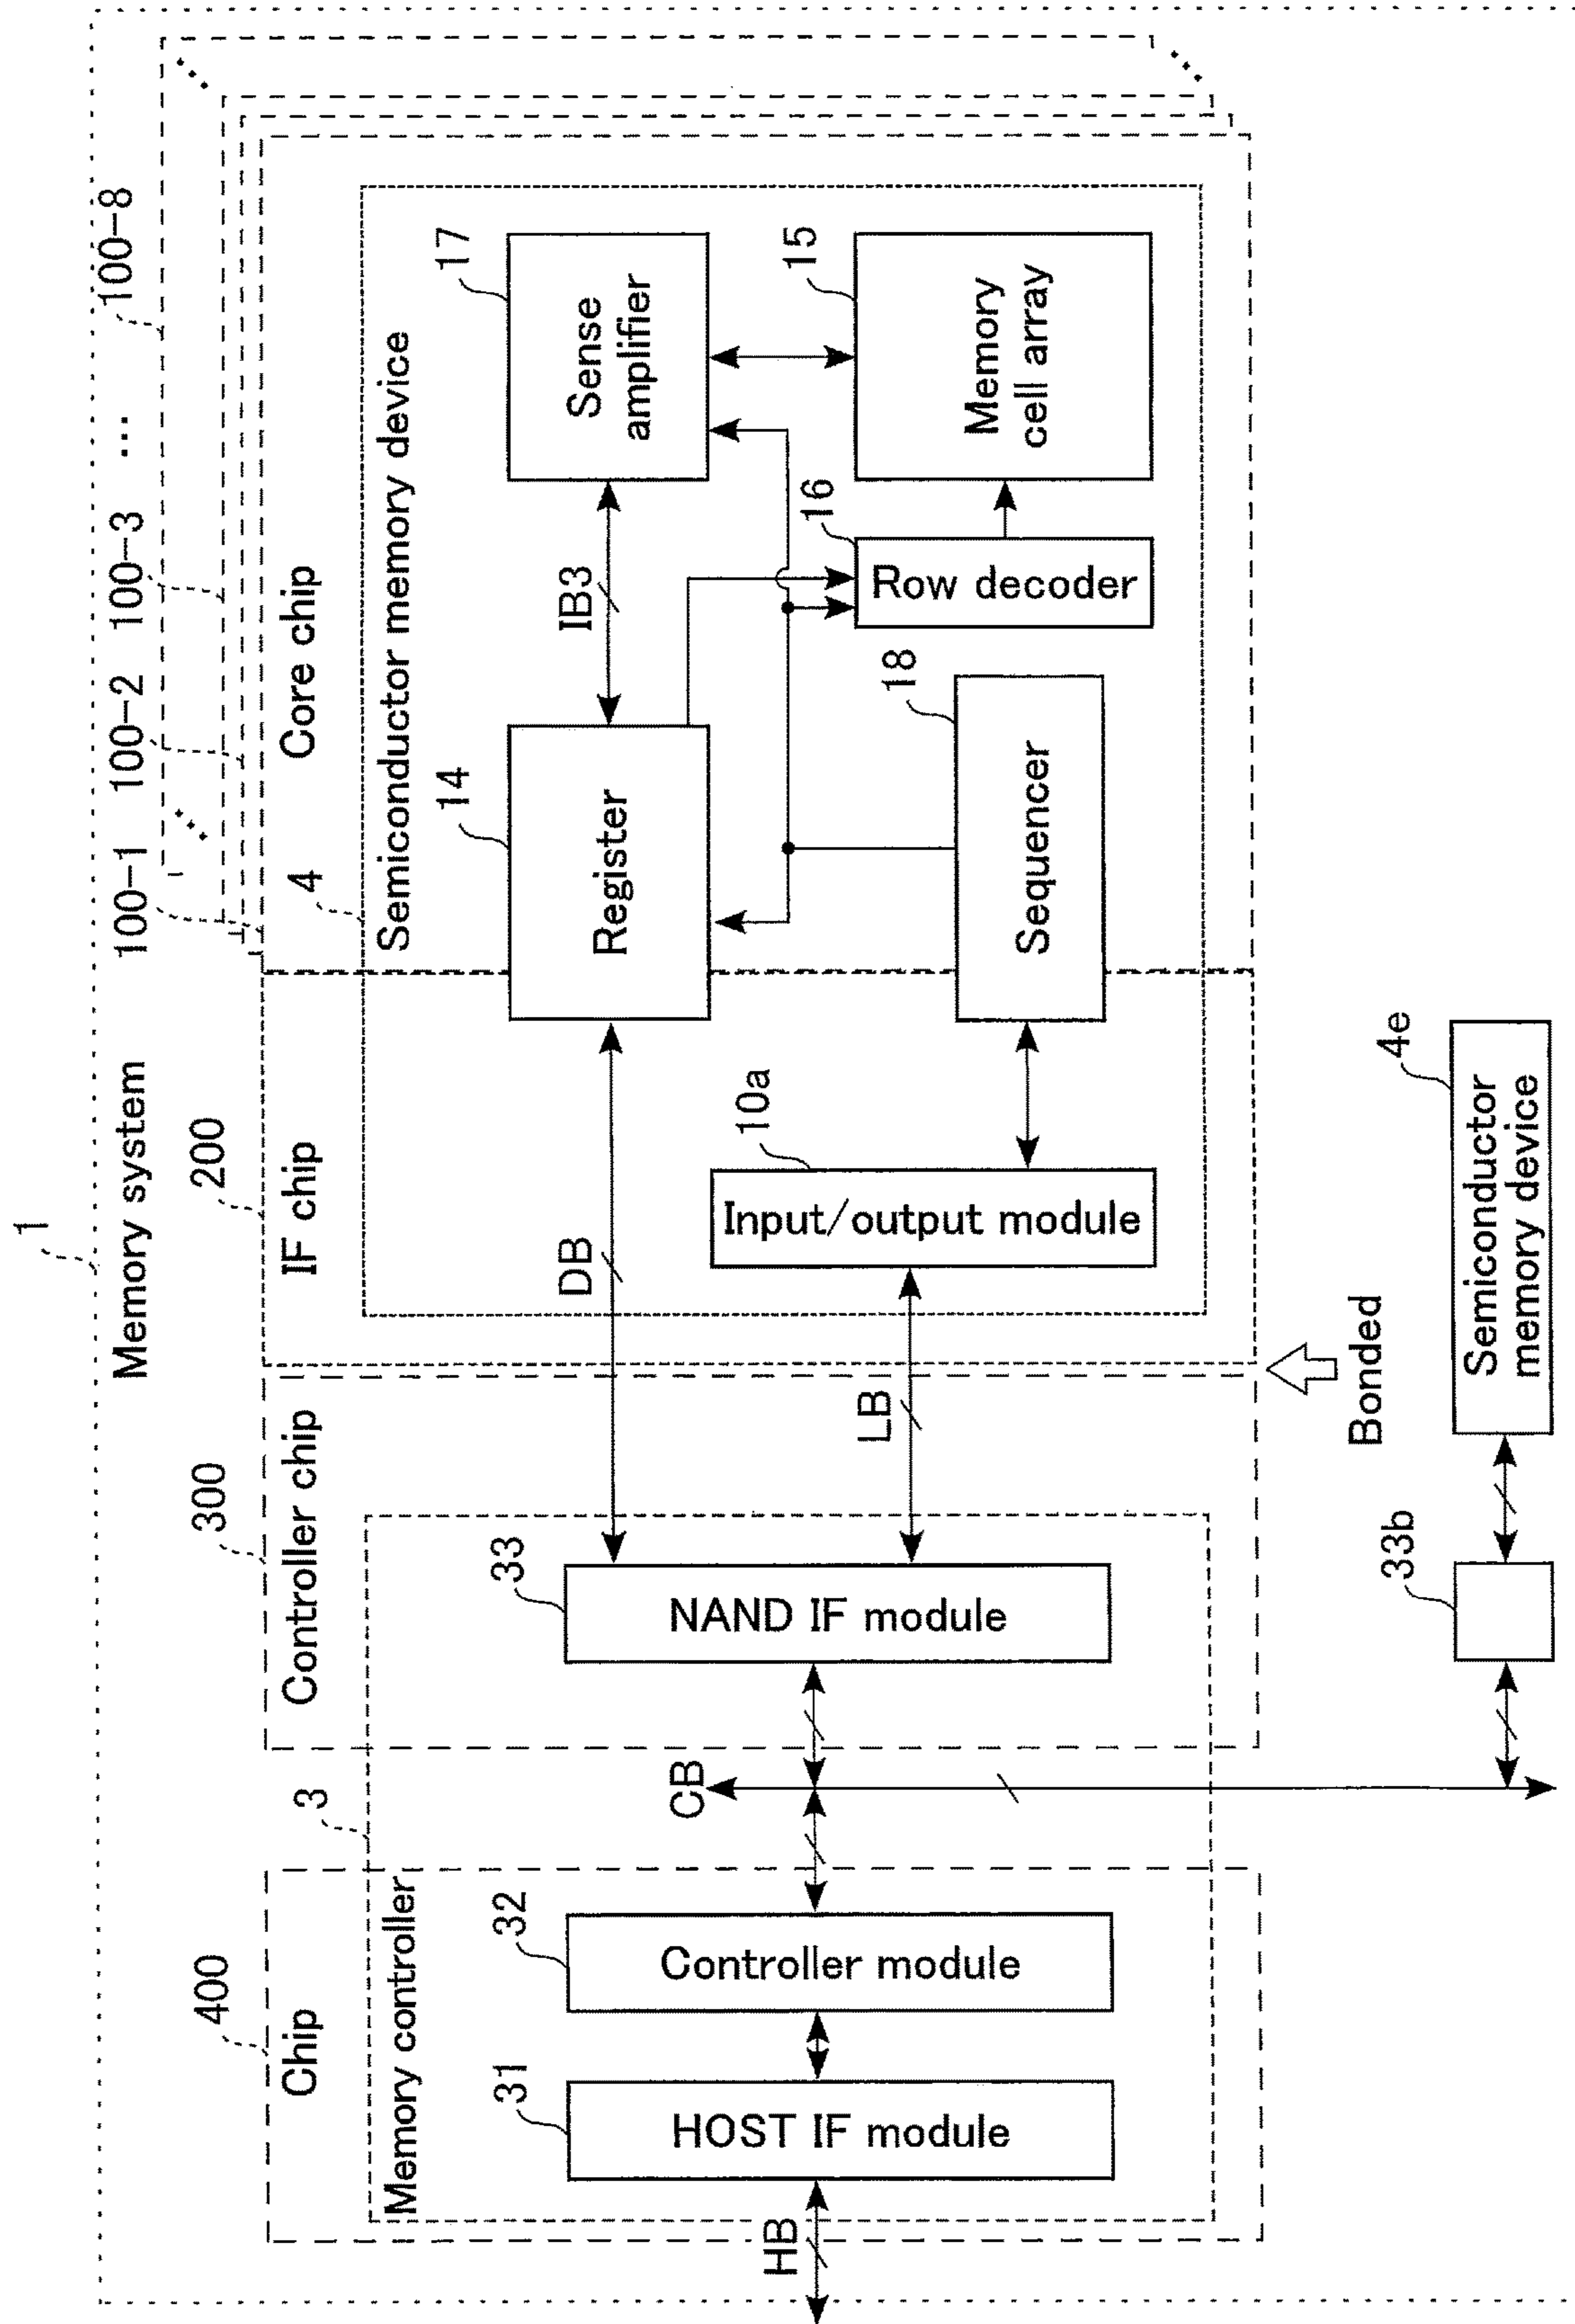 1
Memory system
400
Chip
3
Memory controller
HB
31
HOST IF module
32
Controller module
CB
300
Controller chip
33
NAND IF module
DB
LB
Bonded
200
IF chip
10a
Input/output module
100-1
100-2
100-3
...
100-8
Core chip
4
Semiconductor memory device
14
Register
IB3
17
Sense
amplifier
18
Sequencer
16
Row decoder
15
Memory
cell array
33b
4e
Semiconductor
memory device